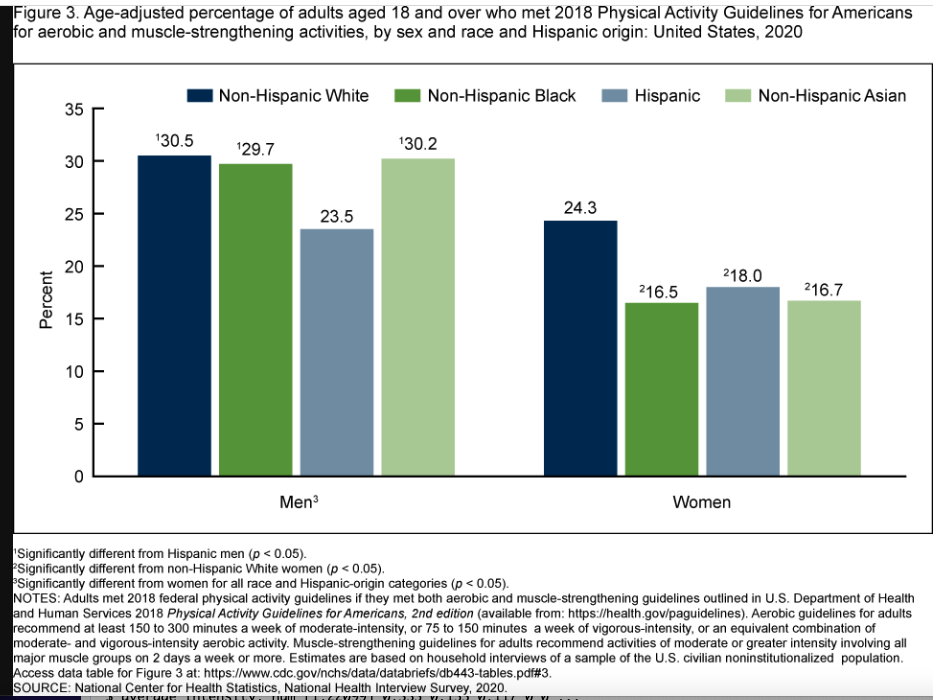 Figure 3. Age-adjusted percentage of adults aged 18 and over who met 2018 Physical Activity Guidelines for Americans
for aerobic and muscle-strengthening activities, by sex and race and Hispanic origin: United States, 2020
Non-Hispanic White Non-Hispanic Black Hispanic Non-Hispanic Asian
35
30
25
20
15
10
5
0
Percent
¹30.5
¹29.7
23.5
¹30.2
24.3
²16.5
²18.0
²16.7
Men³
Women
¹Significantly different from Hispanic men (p < 0.05).
²Significantly different from non-Hispanic White women (p < 0.05).
³Significantly different from women for all race and Hispanic-origin categories (p < 0.05).
NOTES: Adults met 2018 federal physical activity guidelines if they met both aerobic and muscle-strengthening guidelines outlined in U.S. Department of Health
and Human Services 2018 Physical Activity Guidelines for Americans, 2nd edition (available from: https://health.gov/paguidelines). Aerobic guidelines for adults
recommend at least 150 to 300 minutes a week of moderate-intensity, or 75 to 150 minutes a week of vigorous-intensity, or an equivalent combination of
moderate- and vigorous-intensity aerobic activity. Muscle-strengthening guidelines for adults recommend activities of moderate or greater intensity involving all
major muscle groups on 2 days a week or more. Estimates are based on household interviews of a sample of the U.S. civilian noninstitutionalized population.
Access data table for Figure 3 at: https://www.cdc.gov/nchs/data/databriefs/db443-tables.pdf#3.
SOURCE: National Center for Health Statistics, National Health Interview Survey, 2020.